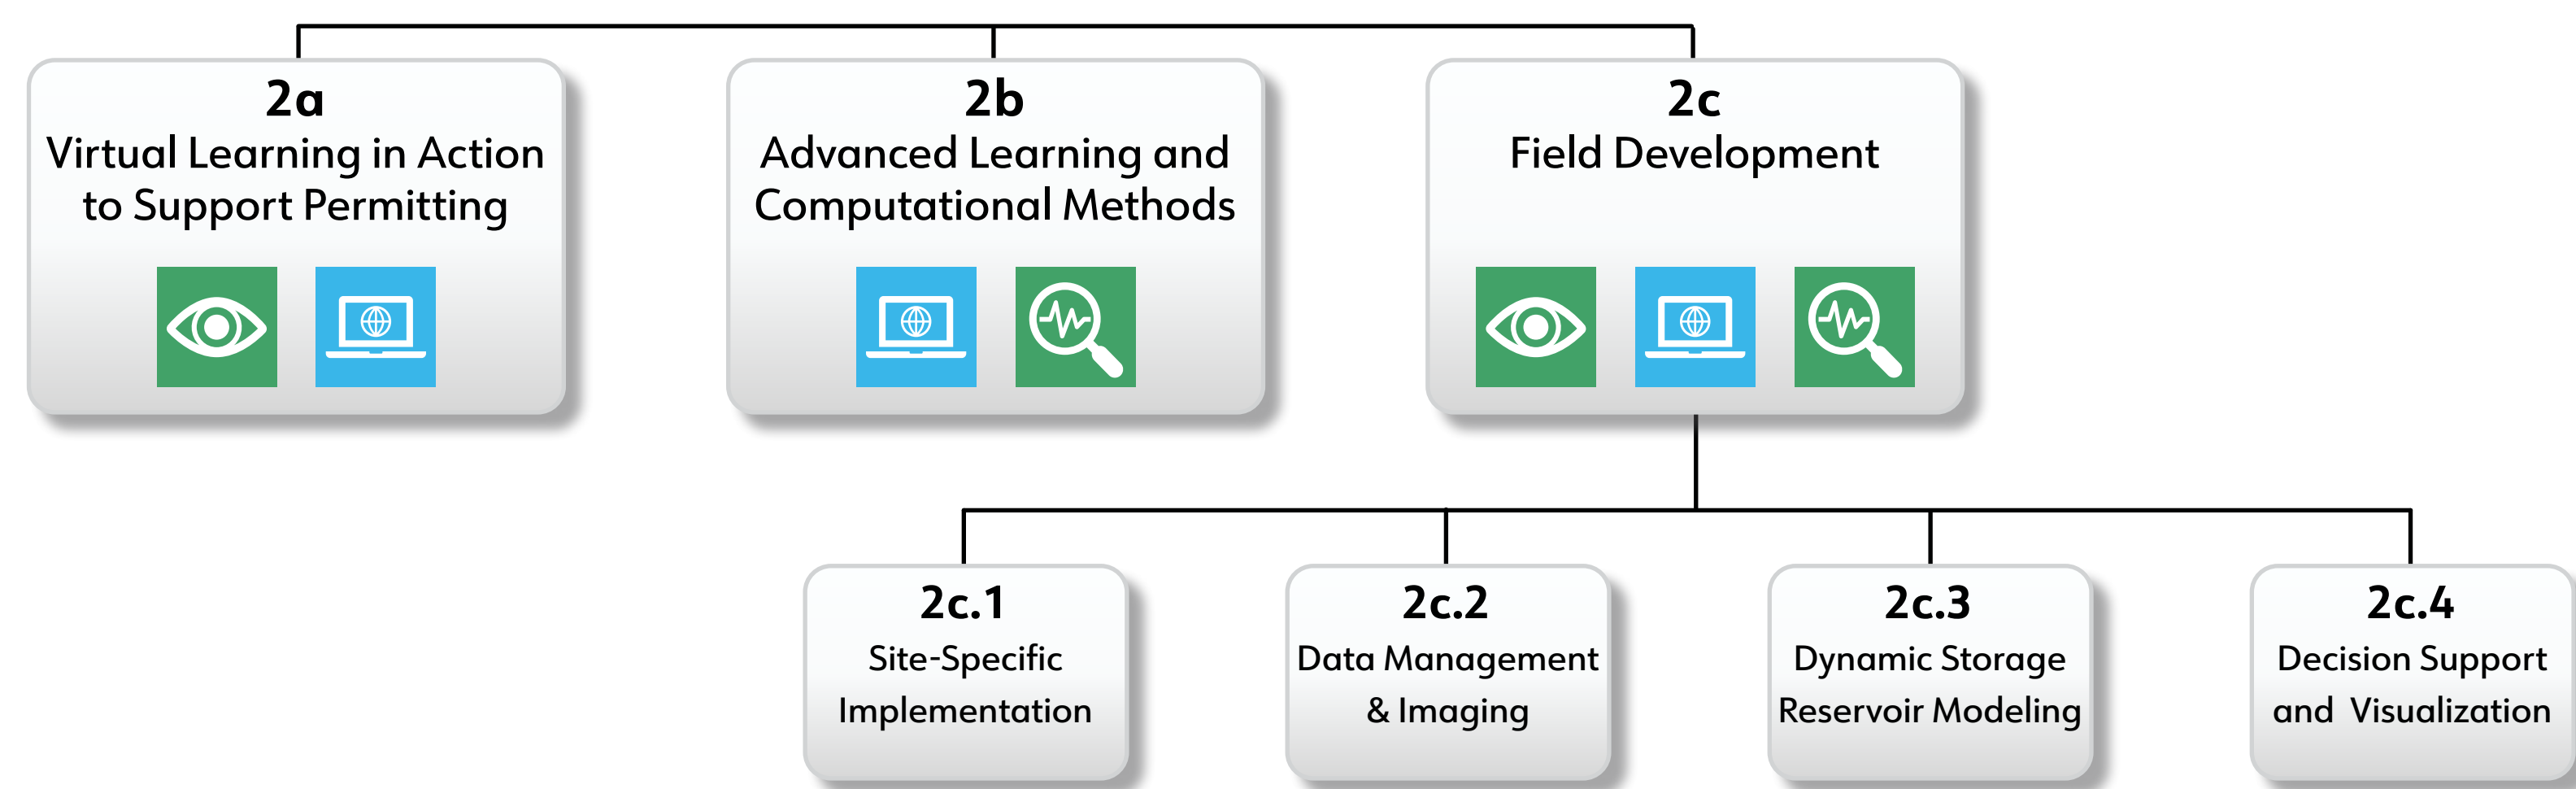 2a
Virtual Learning in Action
to Support Permitting
2b
Advanced Learning and
Computational Methods
2c
Field Development
2c.1
Site-Specific
Implementation
2c.2
Data Management
& Imaging
2c.3
Dynamic Storage
Reservoir Modeling
2c.4
Decision Support
and Visualization